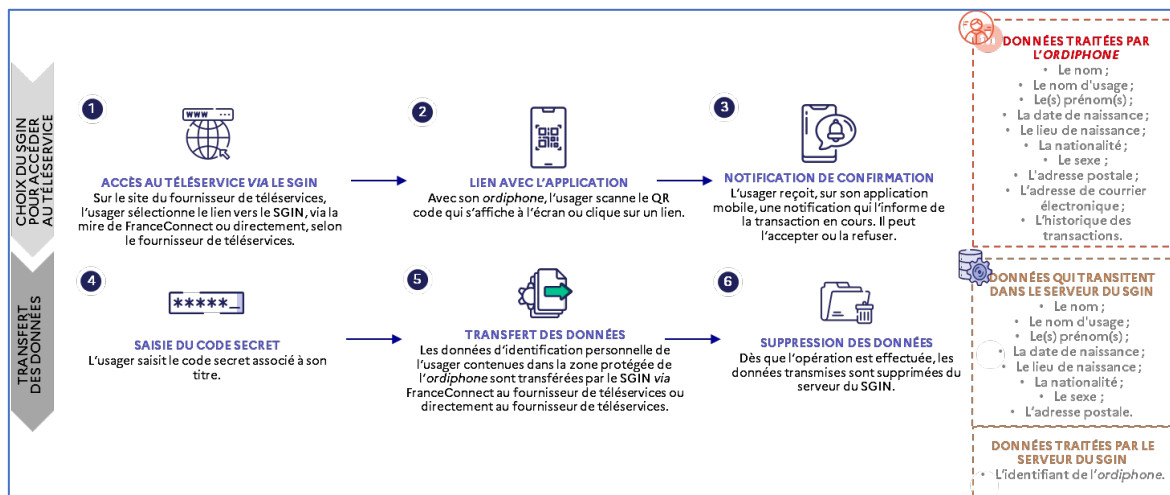 CHOIX DU SGIN
POUR ACCÉDER
AU TÉLÉSERVICE
1
www
ACCÈS AU TÉLÉSERVICE VIA LE SGIN
Sur le site du fournisseur de téléservices,
l'usager sélectionne le lien vers le SGIN, via la
mire de FranceConnect ou directement, selon
le fournisseur de téléservices.
2
LIEN AVEC L'APPLICATION
Avec son ordiphone, l'usager scanne le QR
code qui s'affiche à l'écran ou clique sur un lien.
3
NOTIFICATION DE CONFIRMATION
L'usager reçoit, sur son application
mobile, une notification qui l'informe de
la transaction en cours. Il peut
l'accepter ou la refuser.
TRANSFERT
DES DONNÉES
4
*****_
SAISIE DU CODE SECRET
L'usager saisit le code secret associé à son
titre.
5
TRANSFERT DES DONNÉES
Les données d'identification personnelle de
l'usager contenues dans la zone protégée de
l'ordiphone sont transférées par le SGIN via
FranceConnect au fournisseur de téléservices ou
directement au fournisseur de téléservices.
6
SUPPRESSION DES DONNÉES
Dès que l'opération est effectuée, les
données transmises sont supprimées du
serveur du SGIN.
DONNÉES TRAITÉES PAR
L'ORDIPHONE
• Le nom ;
• Le nom d'usage ;
• Le(s) prénom(s) ;
• La date de naissance ;
• Le lieu de naissance ;
• La nationalité ;
• Le sexe ;
• L'adresse postale ;
• L'adresse de courrier
électronique ;
• L'historique des
transactions.
DONNÉES QUI TRANSITENT
DANS LE SERVEUR DU SGIN
• Le nom ;
• Le nom d'usage ;
• Le(s) prénom(s) ;
• La date de naissance ;
• Le lieu de naissance ;
• La nationalité ;
• Le sexe ;
• L'adresse postale.
DONNÉES TRAITÉES PAR LE
SERVEUR DU SGIN
• L'identifiant de l'ordiphone.